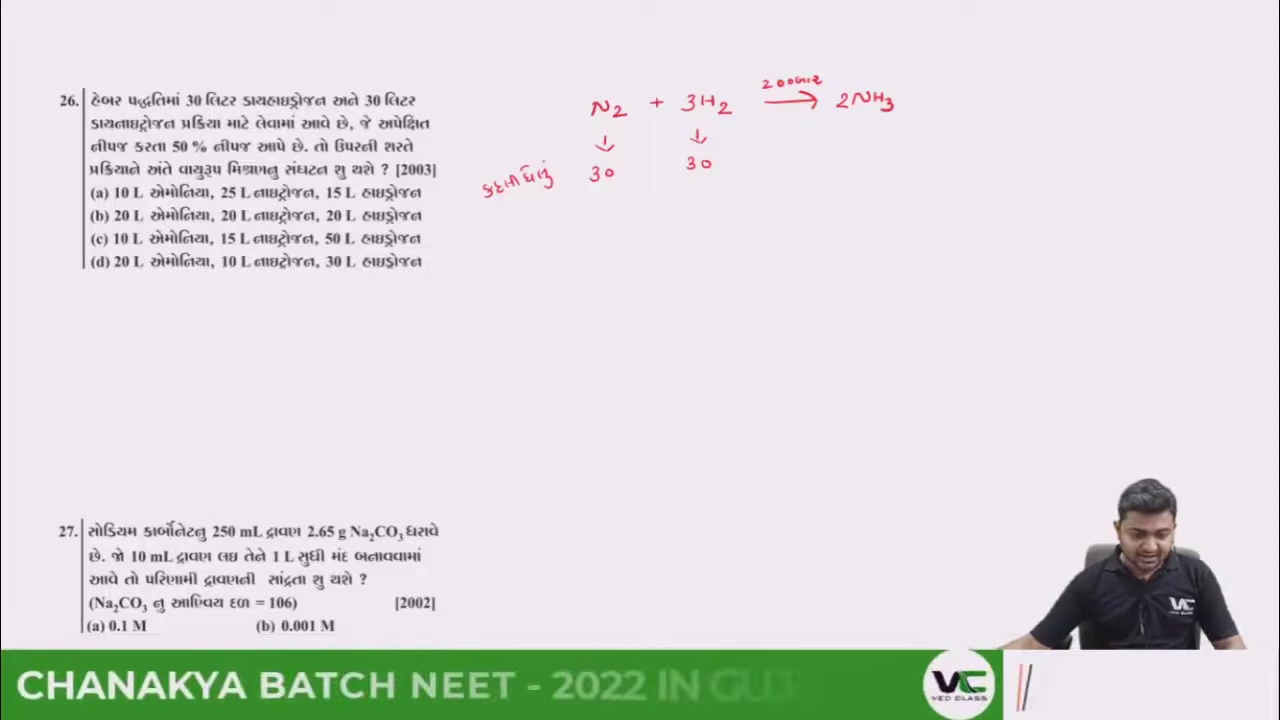 26. હેબર પદ્ધતિમાં 30 લિટર ડાયહાઇડ્રોજન અને 30 લિટર
ડાયનાઇટ્રોજન પ્રક્રિયા માટે લેવામાં આવે છે, જે અપેક્ષિત
નીપજ કરતા 50 % નીપજ આપે છે. તો ઉપરની શરતે
પ્રક્રિયાને અંતે વાયુરૂપ મિશ્રણનુ સંઘટન શુ થશે ? [2003]
(a) 10 L એમોનિયા, 25 L નાઇટ્રોજન, 15 L હાઇડ્રોજન
(b) 20 L એમોનિયા, 20 L નાઇટ્રોજન, 20 L હાઇડ્રોજન
(c) 10 L એમોનિયા, 15 L નાઇટ્રોજન, 50 L હાઇડ્રોજન
(d) 20 L એમોનિયા, 10 L નાઇટ્રોજન, 30 L હાઇડ્રોજન
200બાર
N2 + 3H2 → 2NH3
↓ ↓
30 30
27. સોડિયમ કાર્બોનેટનુ 250 mL દ્રાવણ 2.65 g Na₂CO₃ ધરાવે
છે. જો 10 mL દ્રાવણ લઇ તેને 1 L સુધી મંદ બનાવવામાં
આવે તો પરિણામી દ્રાવણની સાંદ્રતા શુ થશે ?
(Na₂CO₃ નુ આણ્વિય દળ = 106) [2002]
(a) 0.1 M (b) 0.001 M
VC
CHANAKYA BATCH NEET - 2022 IN
VC
VED CLASS